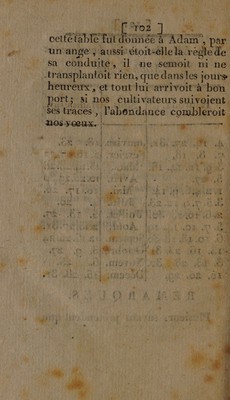 [ 102 ]
cette table fut donnée à Adam, par
un ange, aussi étoit-elle la règle de
sa conduite, il ne semoit ni ne
transplantoit rien, que dans les jours
heureux, et tout lui arrivoit à bon
port; si nos cultivateurs suivoient
ses traces, l'abondance combleroit
nos vœux.